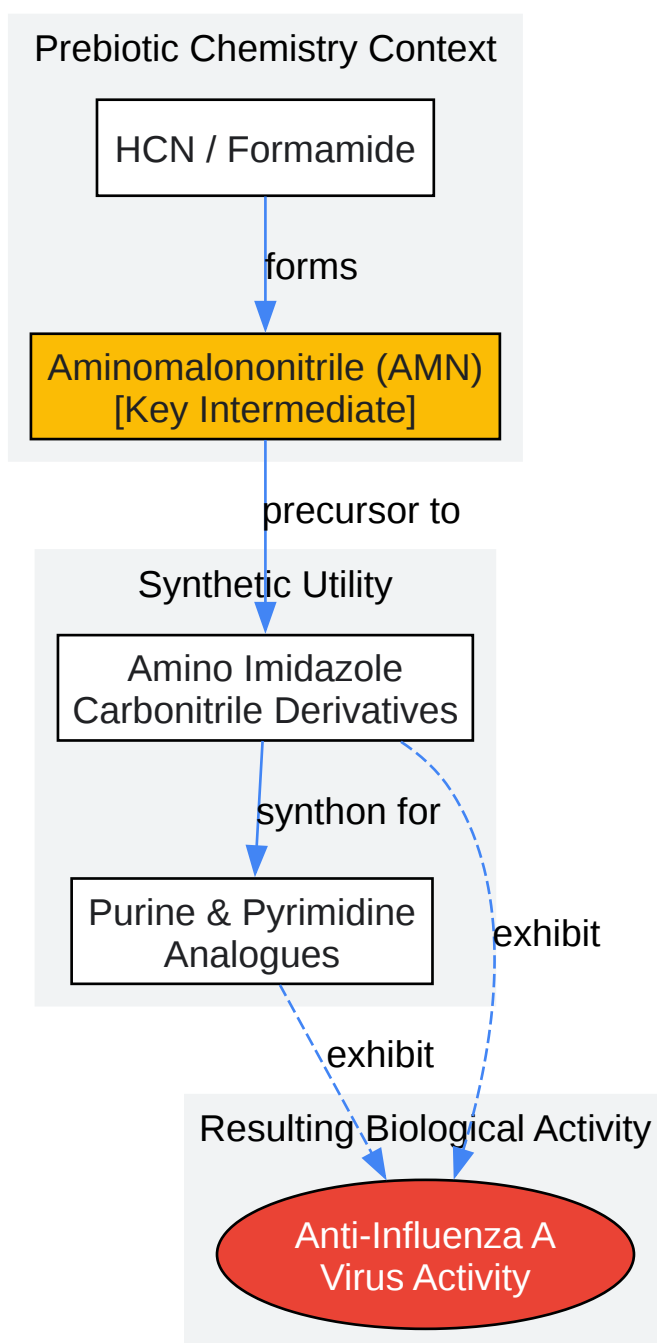 Prebiotic Chemistry Context
HCN / Formamide
forms
Aminomalononitrile (AMN)
[Key Intermediate]
precursor to
Synthetic Utility
Amino Imidazole
Carbonitrile Derivatives
synthon for
Purine & Pyrimidine
Analogues
exhibit
exhibit
Resulting Biological Activity
Anti-Influenza A
Virus Activity